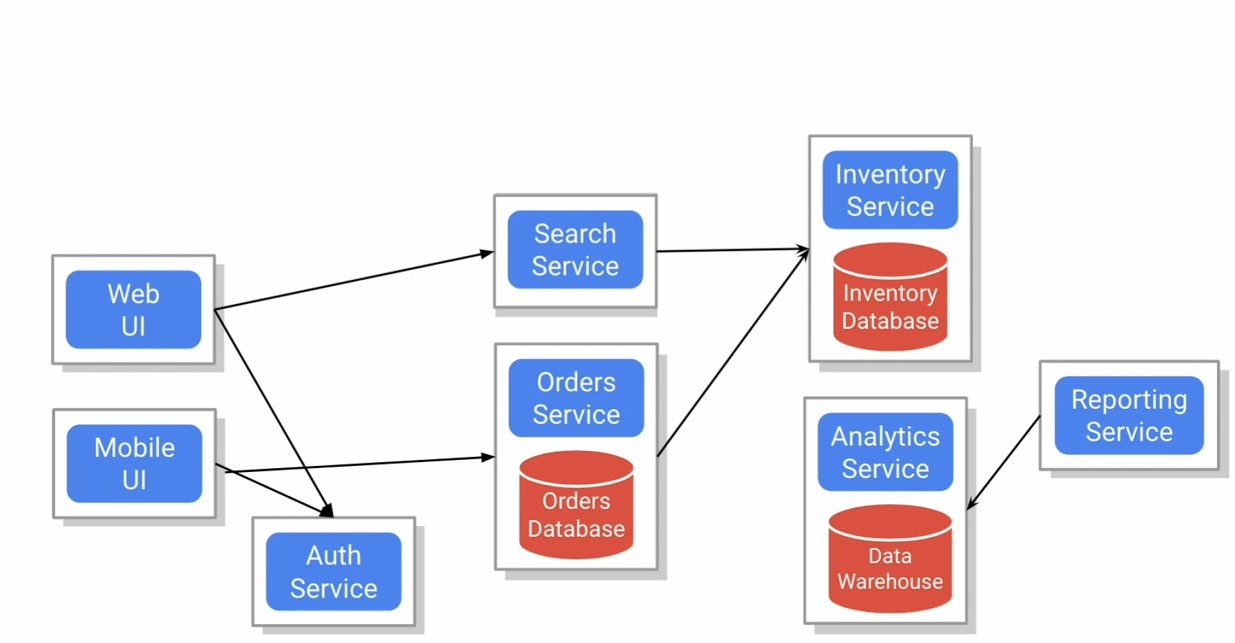 Web
UI
Mobile
UI
Auth
Service
Search
Service
Orders
Service
Orders
Database
Inventory
Service
Inventory
Database
Analytics
Service
Data
Warehouse
Reporting
Service